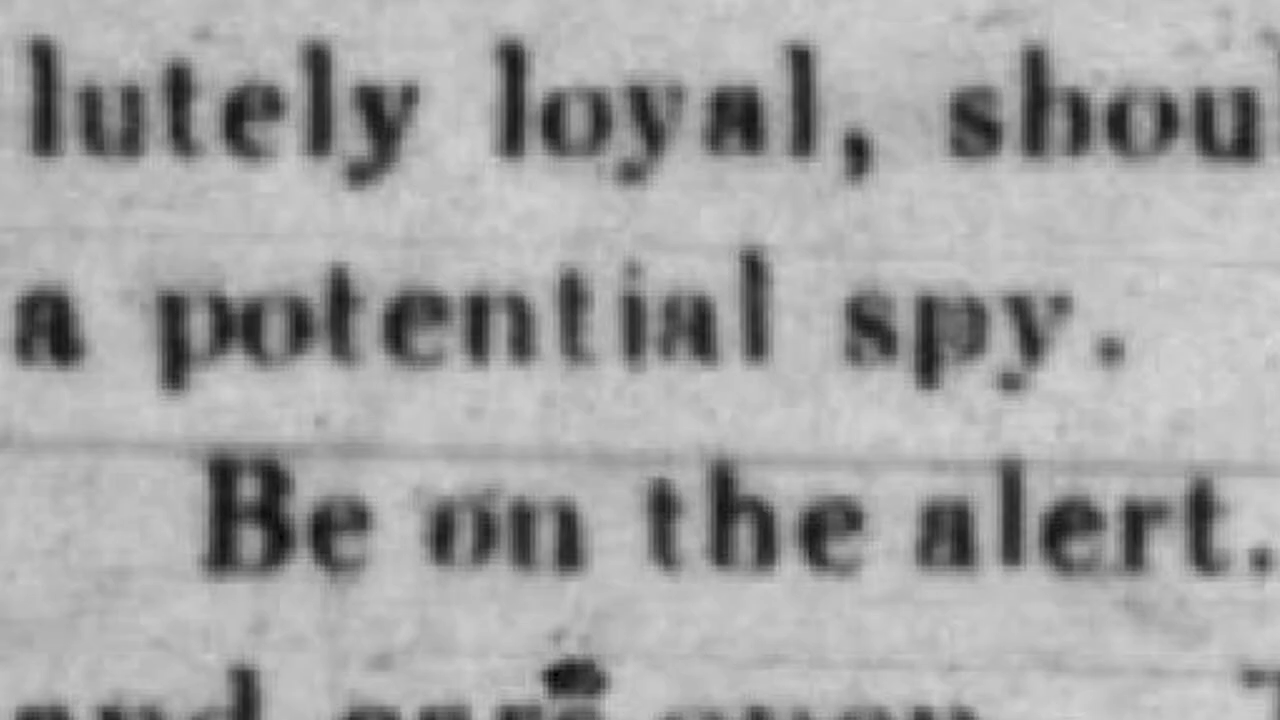 lutely loyal, shou
a potential spy.
Be on the alert.